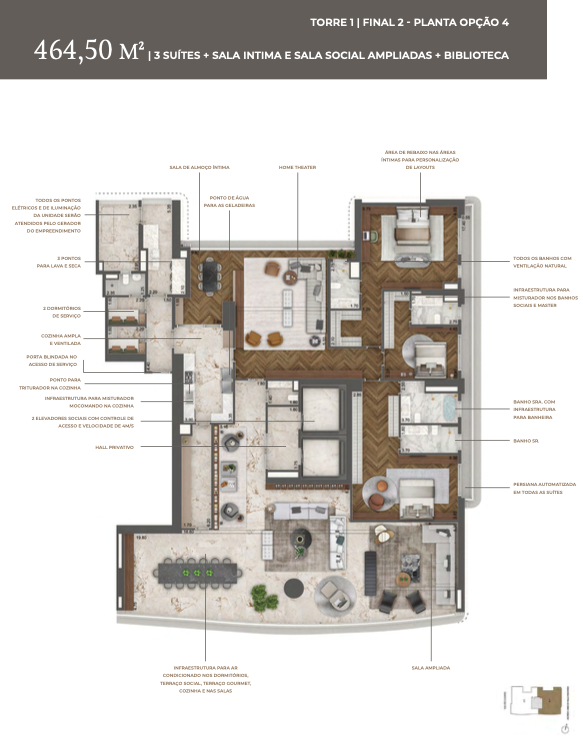 TORRE 1 | FINAL 2 - PLANTA OPÇÃO 4
464,50 M² | 3 SUÍTES + SALA INTIMA E SALA SOCIAL AMPLIADAS + BIBLIOTECA
ÁREA DE REBAIXO NAS ÁREAS
ÍNTIMAS PARA PERSONALIZAÇÃO
DE LAYOUTS
SALA DE ALMOÇO ÍNTIMA
HOME THEATER
PONTO DE ÁGUA
PARA AS GELADEIRAS
TODOS OS PONTOS
ELÉTRICOS E DE ILUMINAÇÃO
DA UNIDADE SERÃO
ATENDIDOS PELO GERADOR
DO EMPREENDIMENTO
3 PONTOS
PARA LAVA E SECA
2 DORMITÓRIOS
DE SERVIÇO
COZINHA AMPLA
E VENTILADA
PORTA BLINDADA NO
ACESSO DE SERVIÇO
PONTO PARA
TRITURADOR NA COZINHA
INFRAESTRUTURA PARA MISTURADOR
MONOCOMANDO NA COZINHA
2 ELEVADORES SOCIAIS COM CONTROLE DE
ACESSO E VELOCIDADE DE 4M/S
HALL PRIVATIVO
TODOS OS BANHOS COM
VENTILAÇÃO NATURAL
INFRAESTRUTURA PARA
MISTURADOR NOS BANHOS
SOCIAIS E MASTER
BANHO SRA. COM
INFRAESTRUTURA
PARA BANHEIRA
BANHO SR.
PERSIANA AUTOMATIZADA
EM TODAS AS SUÍTES
INFRAESTRUTURA PARA AR
CONDICIONADO NOS DORMITÓRIOS,
TERRAÇO SOCIAL, TERRAÇO GOURMET,
COZINHA E NAS SALAS
SALA AMPLIADA